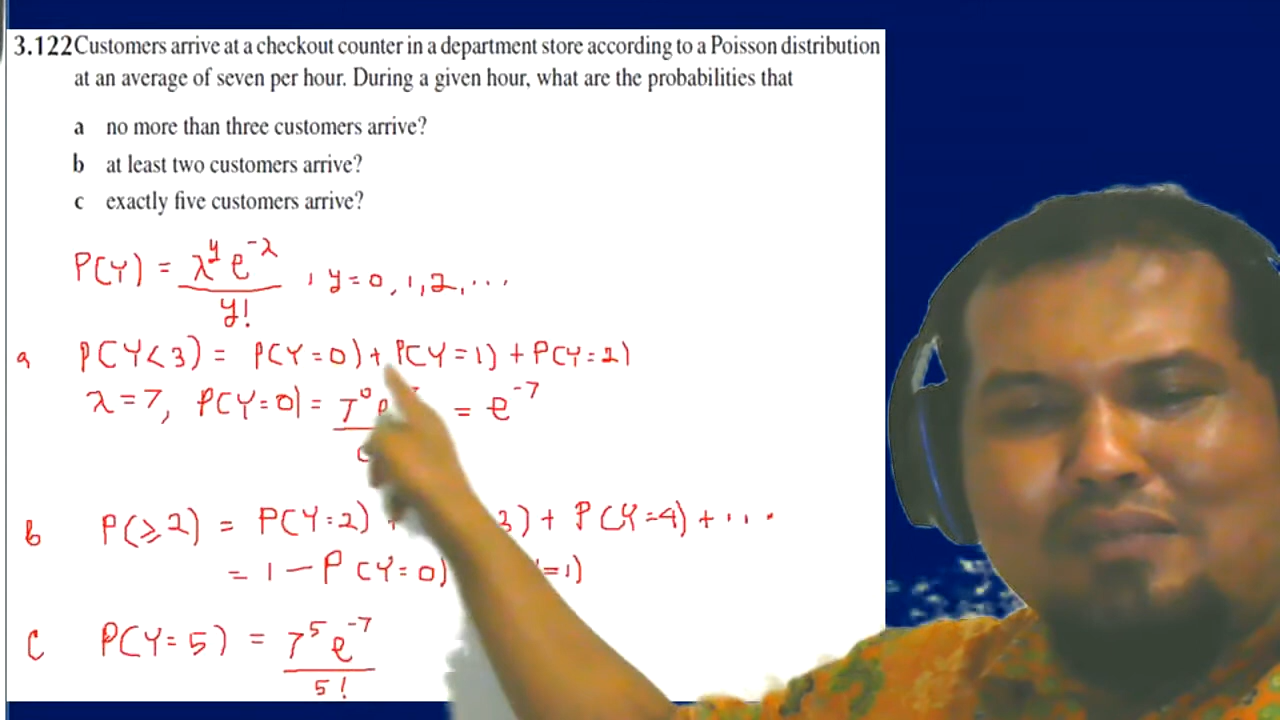 3.122 Customers arrive at a checkout counter in a department store according to a Poisson distribution
at an average of seven per hour. During a given hour, what are the probabilities that
a no more than three customers arrive?
b at least two customers arrive?
c exactly five customers arrive?
P(Y) = λ^y e^-λ / y! , y = 0, 1, 2, ...
a P(Y < 3) = P(Y = 0) + P(Y = 1) + P(Y = 2)
λ = 7, P(Y = 0) = 7^0 = e^-7
b P(≥ 2) = P(Y = 2) 3) + P(Y = 4) + ...
= 1 - P(Y = 0) = 1)
c P(Y = 5) = 7^5 e^-7 / 5!